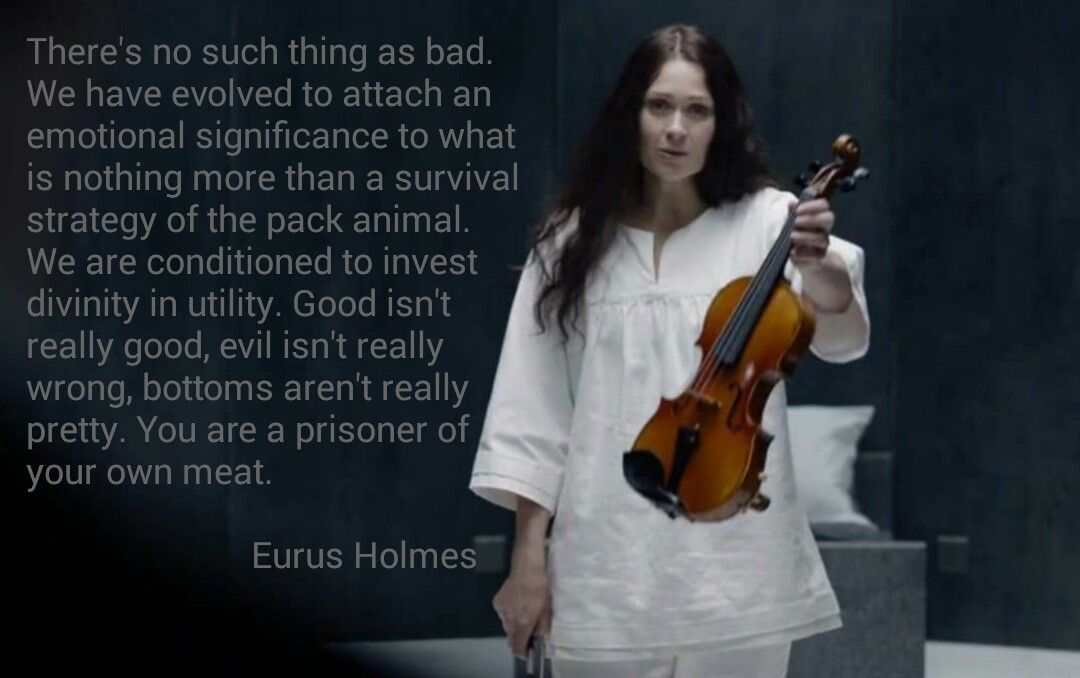 There's no such thing as bad.
We have evolved to attach an
emotional significance to what
is nothing more than a survival
strategy of the pack animal.
We are conditioned to invest
divinity in utility. Good isn't
really good, evil isn't really
wrong, bottoms aren't really
pretty. You are a prisoner of
your own meat.
Eurus Holmes